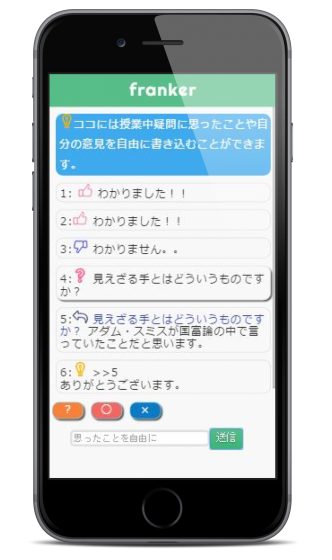 franker
ココには授業中疑問に思ったことや自
分の意見を自由に書き込むことができま
す。
1: わかりました！！
2: わかりました！！
3: わかりません。。
4: 見えざる手とはどういうものです
か？
5: 見えざる手とはどういうものです
か？ アダム・スミスが国富論の中で言
っていたことだと思います。
6: >>5
ありがとうございます。
? ○ ×
思ったことを自由に 送信